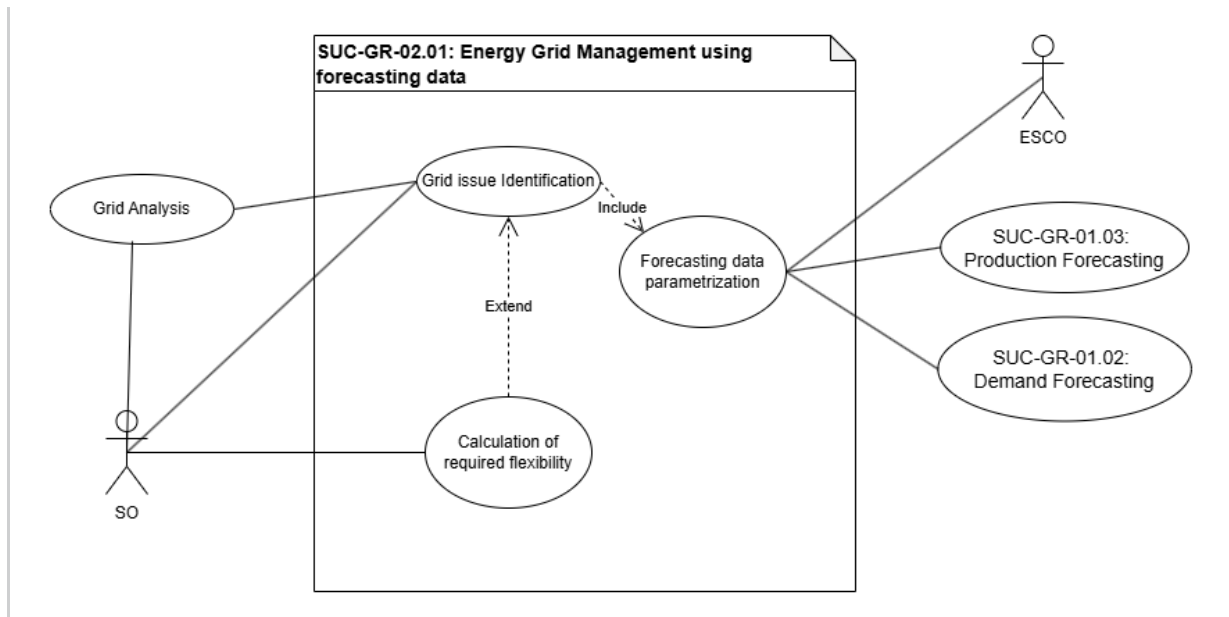 SUC-GR-02.01: Energy Grid Management using
forecasting data
ESCO
Grid Analysis
Grid issue Identification
Include
SUC-GR-01.03:
Production Forecasting
Forecasting data
parametrization
Extend
SUC-GR-01.02:
Demand Forecasting
Calculation of
required flexibility
SO